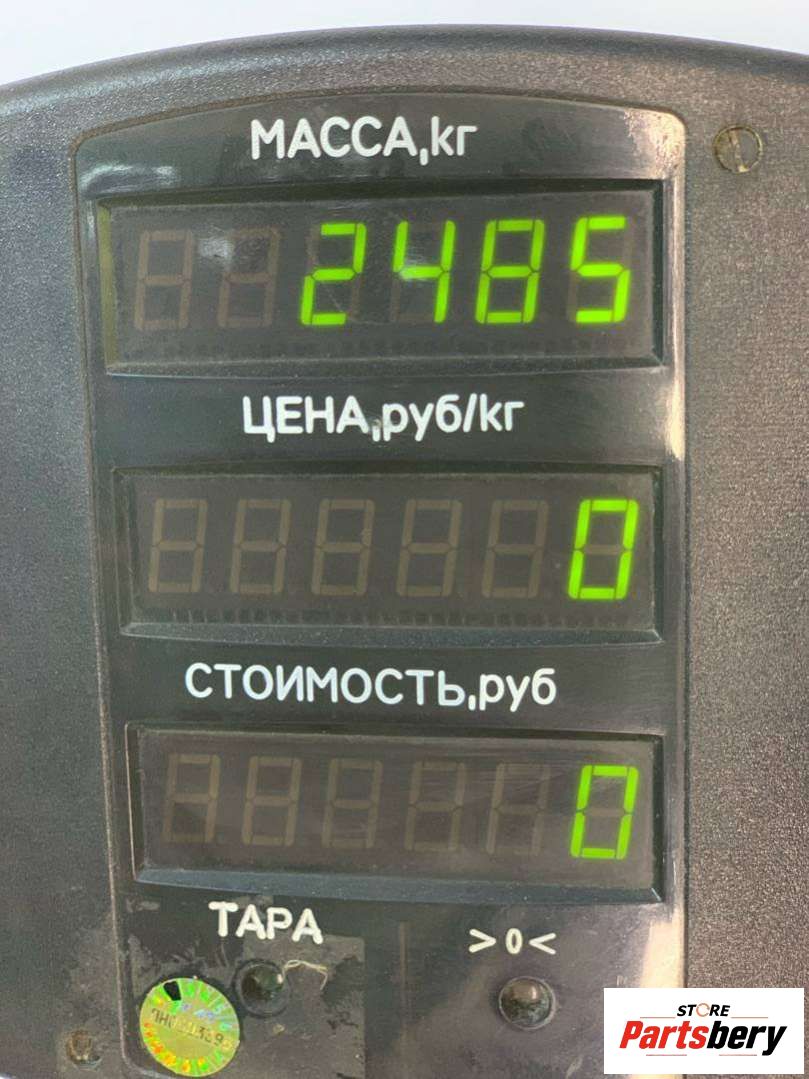 МАССА,кг
2485
ЦЕНА,руб/кг
0
СТОИМОСТЬ,руб
0
ТАРА
>0<
STORE
Partsbery